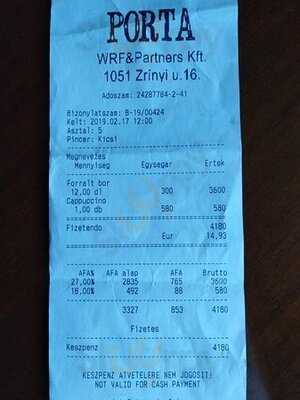 PORTA
WRF&Partners Kft.
1051 Zrínyi u.16.
Adoszam: 24287784-2-41
Bizonylatszam: B-19/00424
Kelt: 2019.02.17 12:00
Asztal: 5
Pincer: Kicsi
Megnevezes
Mennyiseg Egysegar Ertek
Forralt bor
12,00 dl 300 3600
Cappuccino
1,00 db 580 580
Fizetendo 4180
Eur 14,93
AFA% AFA alap AFA Brutto
27,00% 2835 765 3600
18,00% 492 88 580
3327 853 4180
Fizetes
Keszpenz 4180
KESZPENZ ATVETELERE NEM JOGOSIT!
NOT VALID FOR CASH PAYMENT